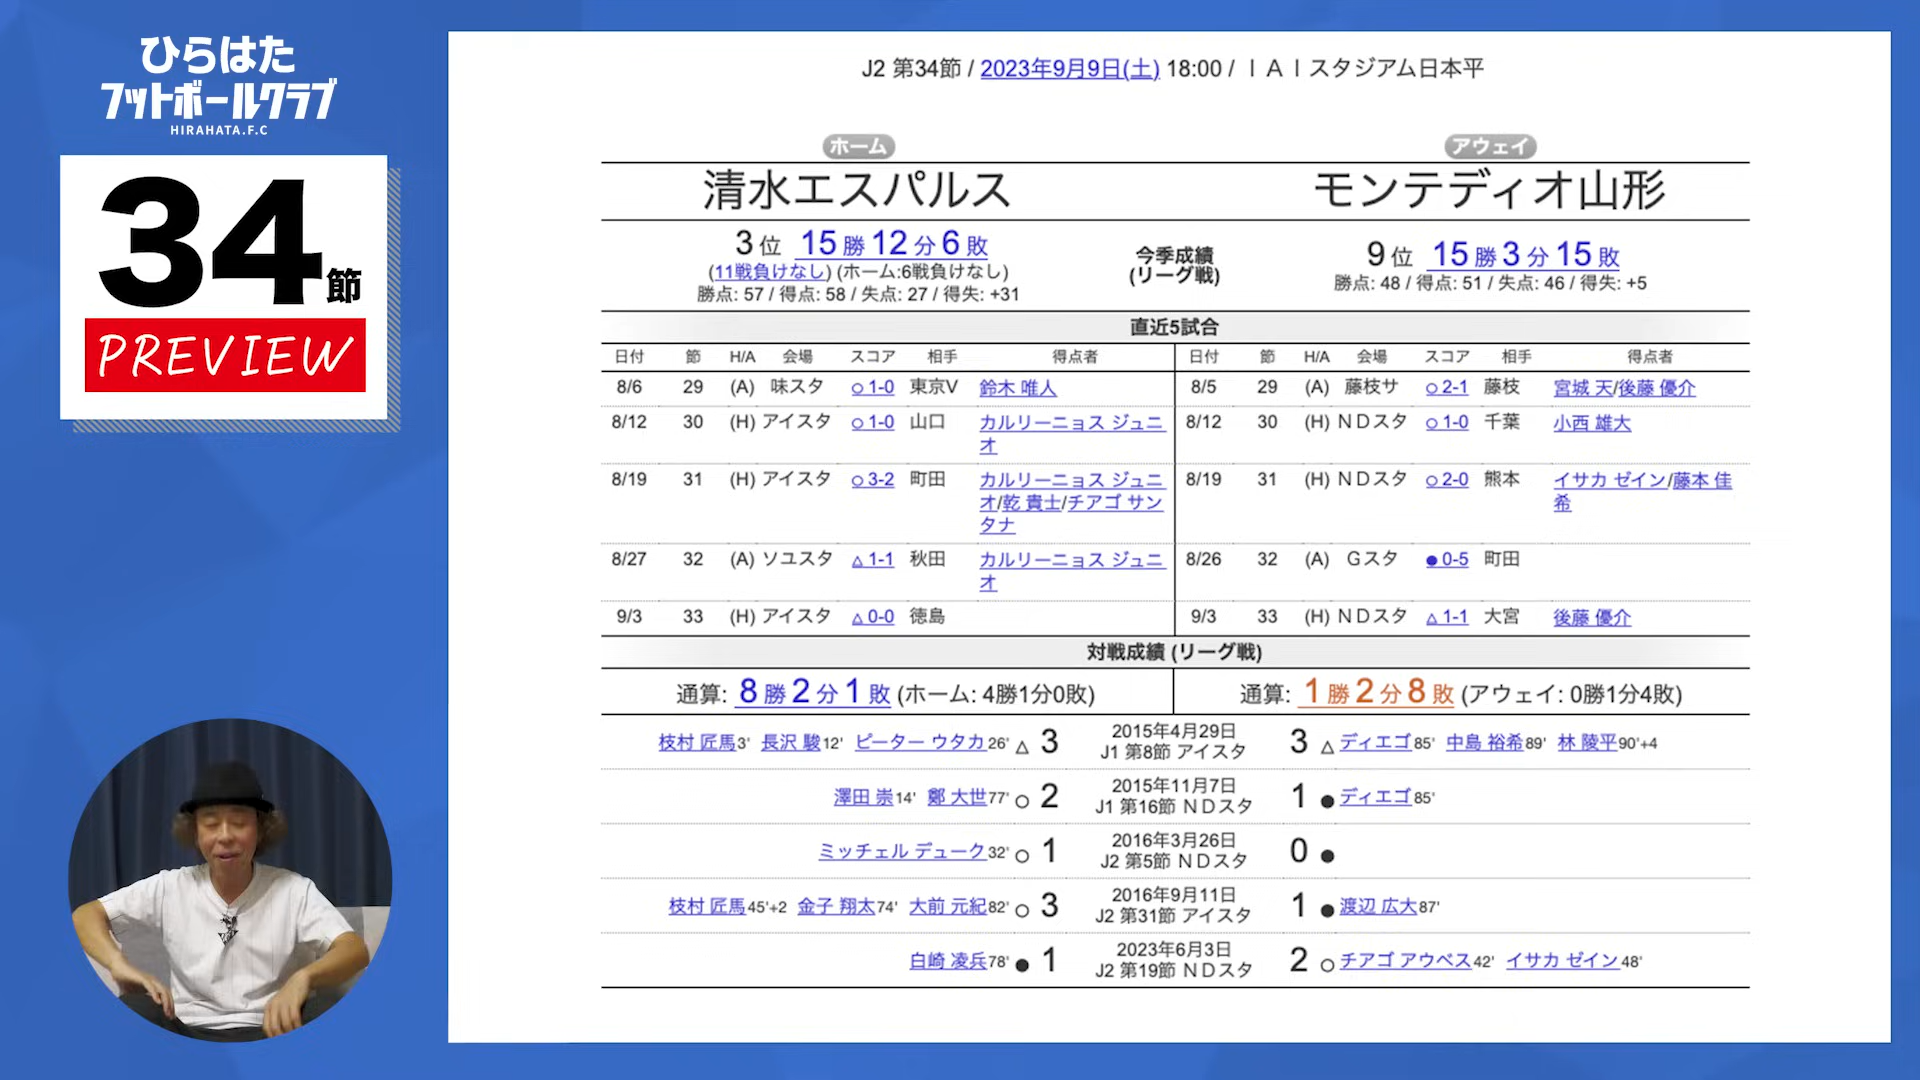 ひらはた
フットボールクラブ
HIRAHATA.F.C
34節
PREVIEW
J2 第34節 / 2023年9月9日(土) 18:00 / ＩＡＩスタジアム日本平
ホーム アウェイ
清水エスパルス モンテディオ山形
3位 15勝12分6敗 今季成績 (リーグ戦) 9位 15勝3分15敗
(11戦負けなし) (ホーム:6戦負けなし)
勝点: 57 / 得点: 58 / 失点: 27 / 得失: +31 勝点: 48 / 得点: 51 / 失点: 46 / 得失: +5
直近5試合
日付 節 H/A 会場 スコア 相手 得点者 日付 節 H/A 会場 スコア 相手 得点者
8/6 29 (A) 味スタ ○1-0 東京V 鈴木 唯人 8/5 29 (A) 藤枝サ ○2-1 藤枝 宮城 天/後藤 優介
8/12 30 (H) アイスタ ○1-0 山口 カルリーニョス ジュニオ 8/12 30 (H) ＮＤスタ ○1-0 千葉 小西 雄大
8/19 31 (H) アイスタ ○3-2 町田 カルリーニョス ジュニオ/乾 貴士/チアゴ サンタナ 8/19 31 (H) ＮＤスタ ○2-0 熊本 イサカ ゼイン/藤本 佳希
8/27 32 (A) ソユスタ △1-1 秋田 カルリーニョス ジュニオ 8/26 32 (A) Ｇスタ ●0-5 町田
9/3 33 (H) アイスタ △0-0 徳島 9/3 33 (H) ＮＤスタ △1-1 大宮 後藤 優介
対戦成績 (リーグ戦)
通算: 8勝2分1敗 (ホーム: 4勝1分0敗) 通算: 1勝2分8敗 (アウェイ: 0勝1分4敗)
枝村 匠馬3' 長沢 駿12' ピーター ウタカ26' △ 3 2015年4月29日 J1 第8節 アイスタ 3 △ ディエゴ85' 中島 裕希89' 林 陵平90'+4
澤田 崇14' 鄭 大世77' ○ 2 2015年11月7日 J1 第16節 ＮＤスタ 1 ● ディエゴ85'
ミッチェル デューク32' ○ 1 2016年3月26日 J2 第5節 ＮＤスタ 0 ●
枝村 匠馬45'+2 金子 翔太74' 大前 元紀82' ○ 3 2016年9月11日 J2 第31節 アイスタ 1 ● 渡辺 広大87'
白崎 凌兵78' ● 1 2023年6月3日 J2 第19節 ＮＤスタ 2 ○ チアゴ アウベス42' イサカ ゼイン48'